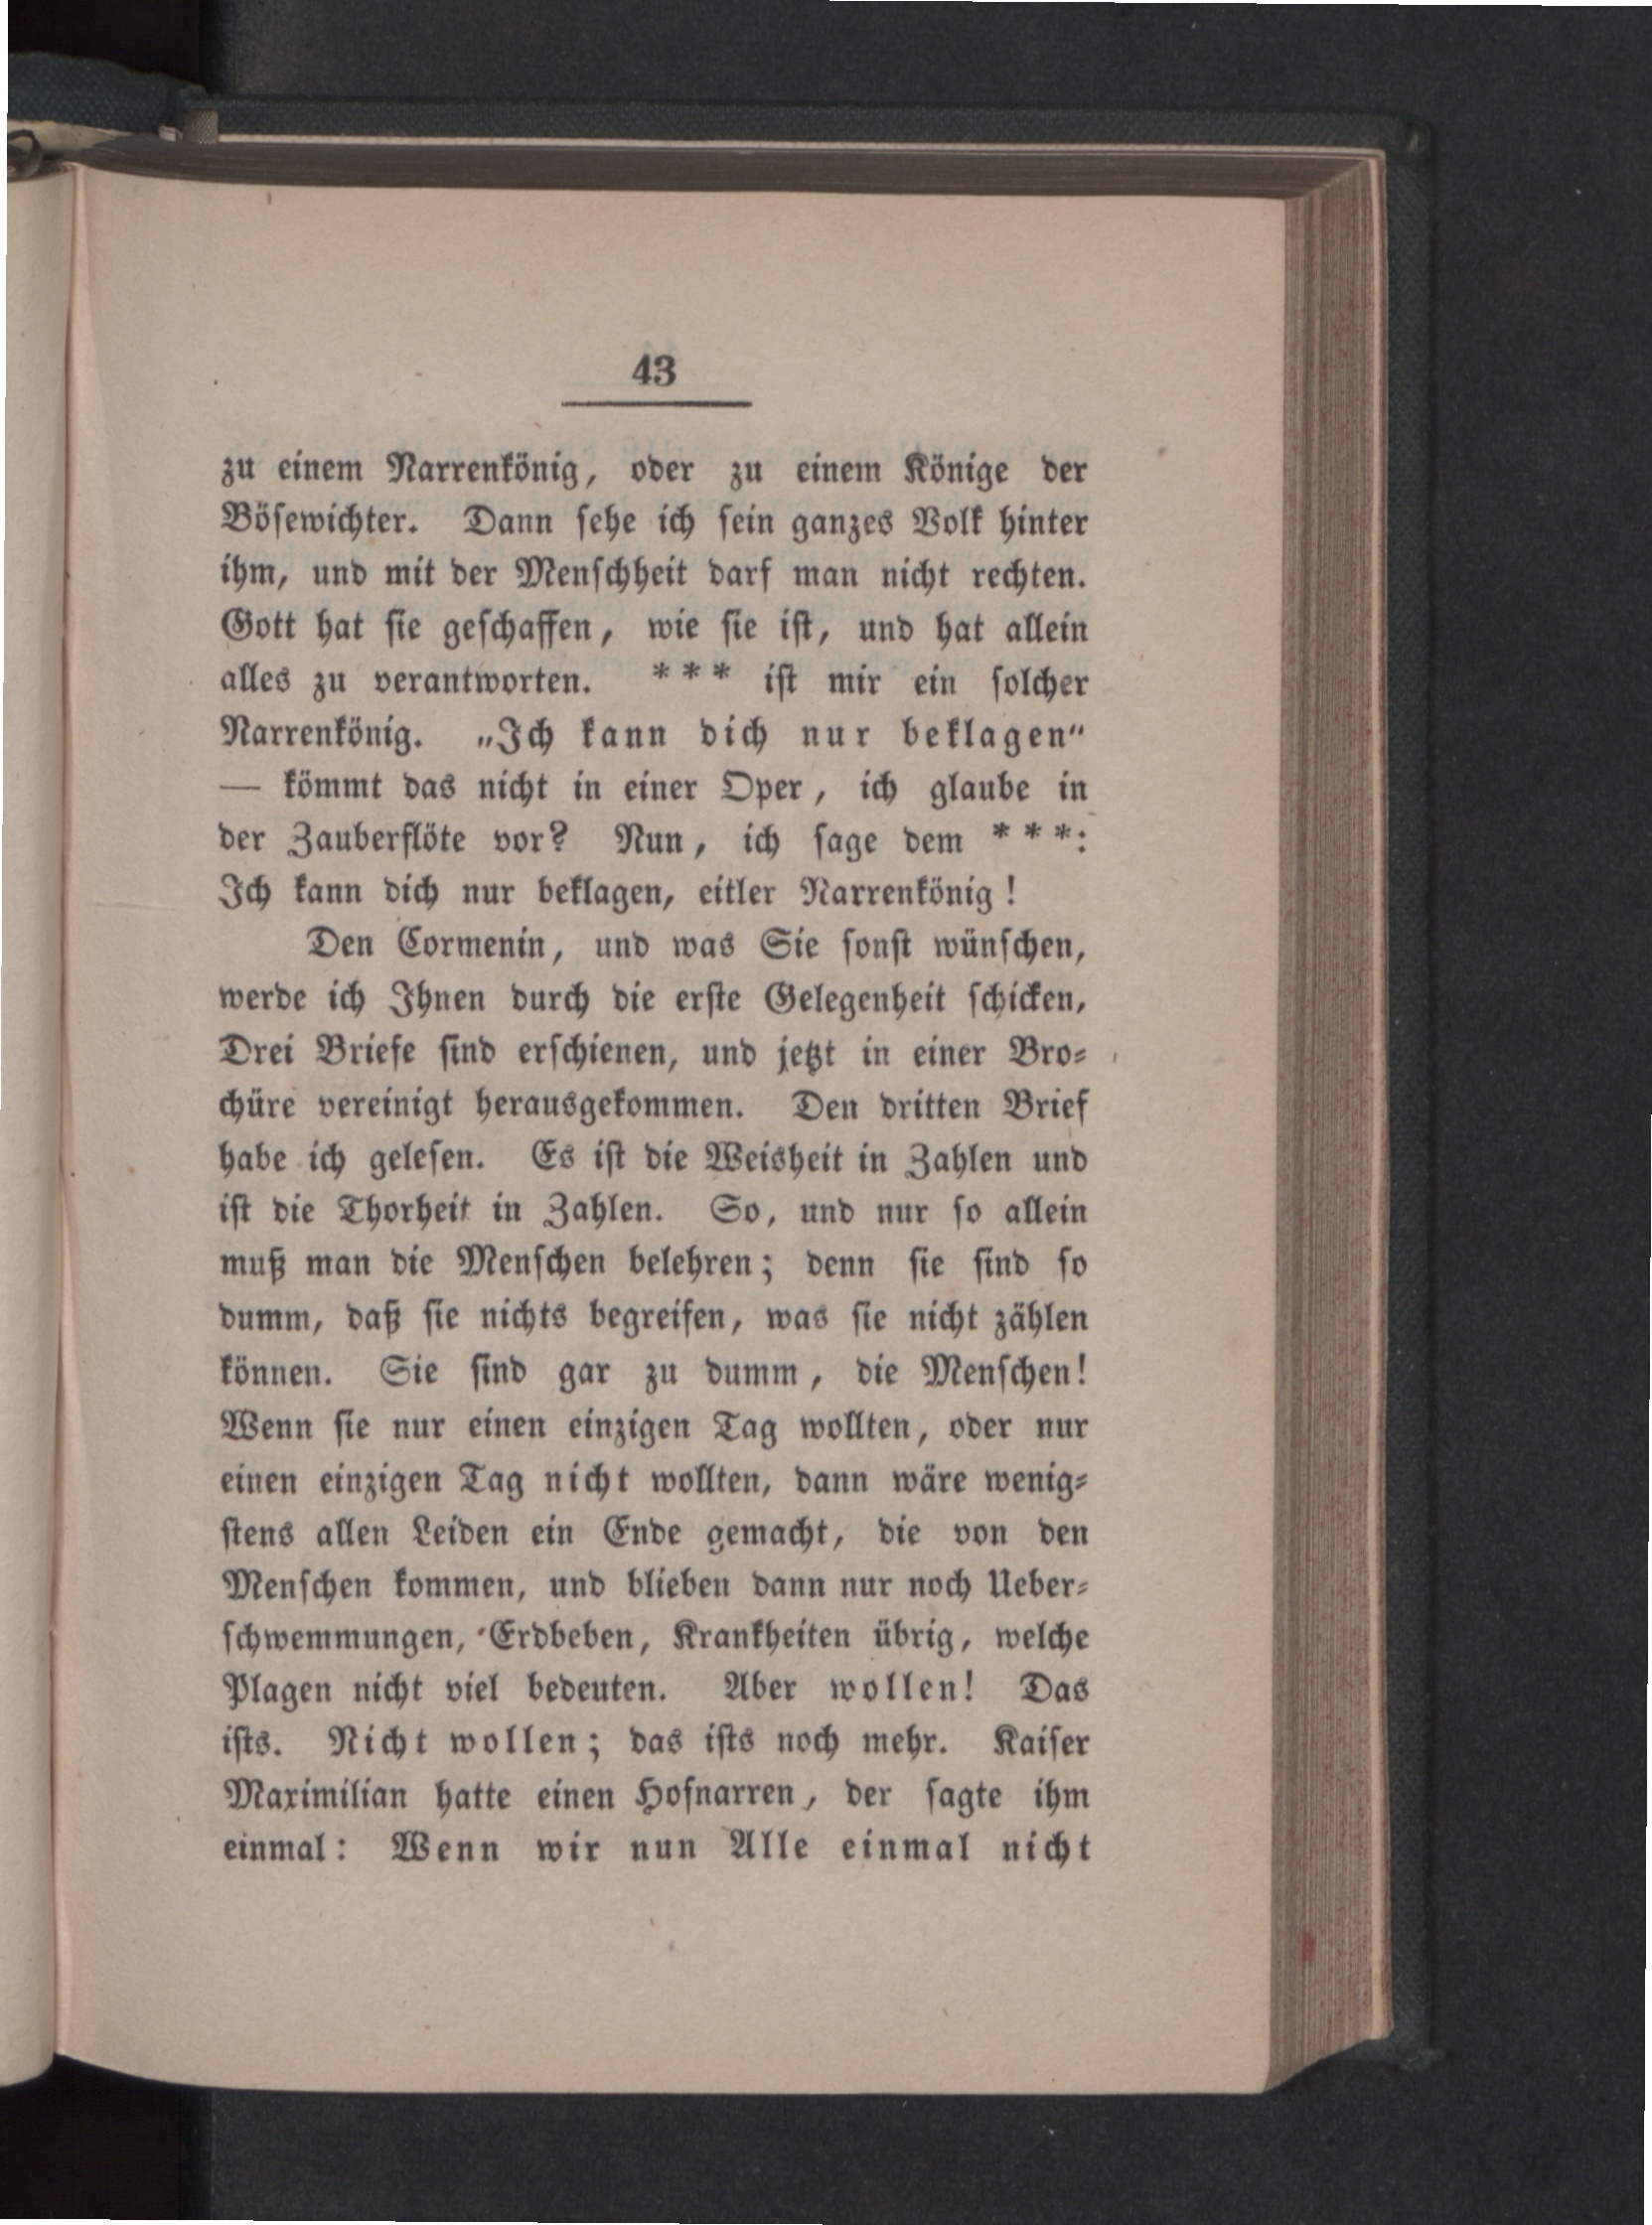 43
zu einem Narrenkönig, oder zu einem Könige der
Bösewichter. Dann sehe ich sein ganzes Volk hinter
ihm, und mit der Menschheit darf man nicht rechten.
Gott hat sie geschaffen, wie sie ist, und hat allein
alles zu verantworten. * * * ist mir ein solcher
Narrenkönig. „Ich kann dich nur beklagen“
— kömmt das nicht in einer Oper, ich glaube in
der Zauberflöte vor? Nun, ich sage dem * * *:
Ich kann dich nur beklagen, eitler Narrenkönig!
Den Cormenin, und was Sie sonst wünschen,
werde ich Ihnen durch die erste Gelegenheit schicken,
Drei Briefe sind erschienen, und jetzt in einer Bro-
chüre vereinigt herausgekommen. Den dritten Brief
habe ich gelesen. Es ist die Weisheit in Zahlen und
ist die Thorheit in Zahlen. So, und nur so allein
muß man die Menschen belehren; denn sie sind so
dumm, daß sie nichts begreifen, was sie nicht zählen
können. Sie sind gar zu dumm, die Menschen!
Wenn sie nur einen einzigen Tag wollten, oder nur
einen einzigen Tag nicht wollten, dann wäre wenig-
stens allen Leiden ein Ende gemacht, die von den
Menschen kommen, und blieben dann nur noch Ueber-
schwemmungen, Erdbeben, Krankheiten übrig, welche
Plagen nicht viel bedeuten. Aber wollen! Das
ists. Nicht wollen; das ists noch mehr. Kaiser
Maximilian hatte einen Hofnarren, der sagte ihm
einmal: Wenn wir nun Alle einmal nicht